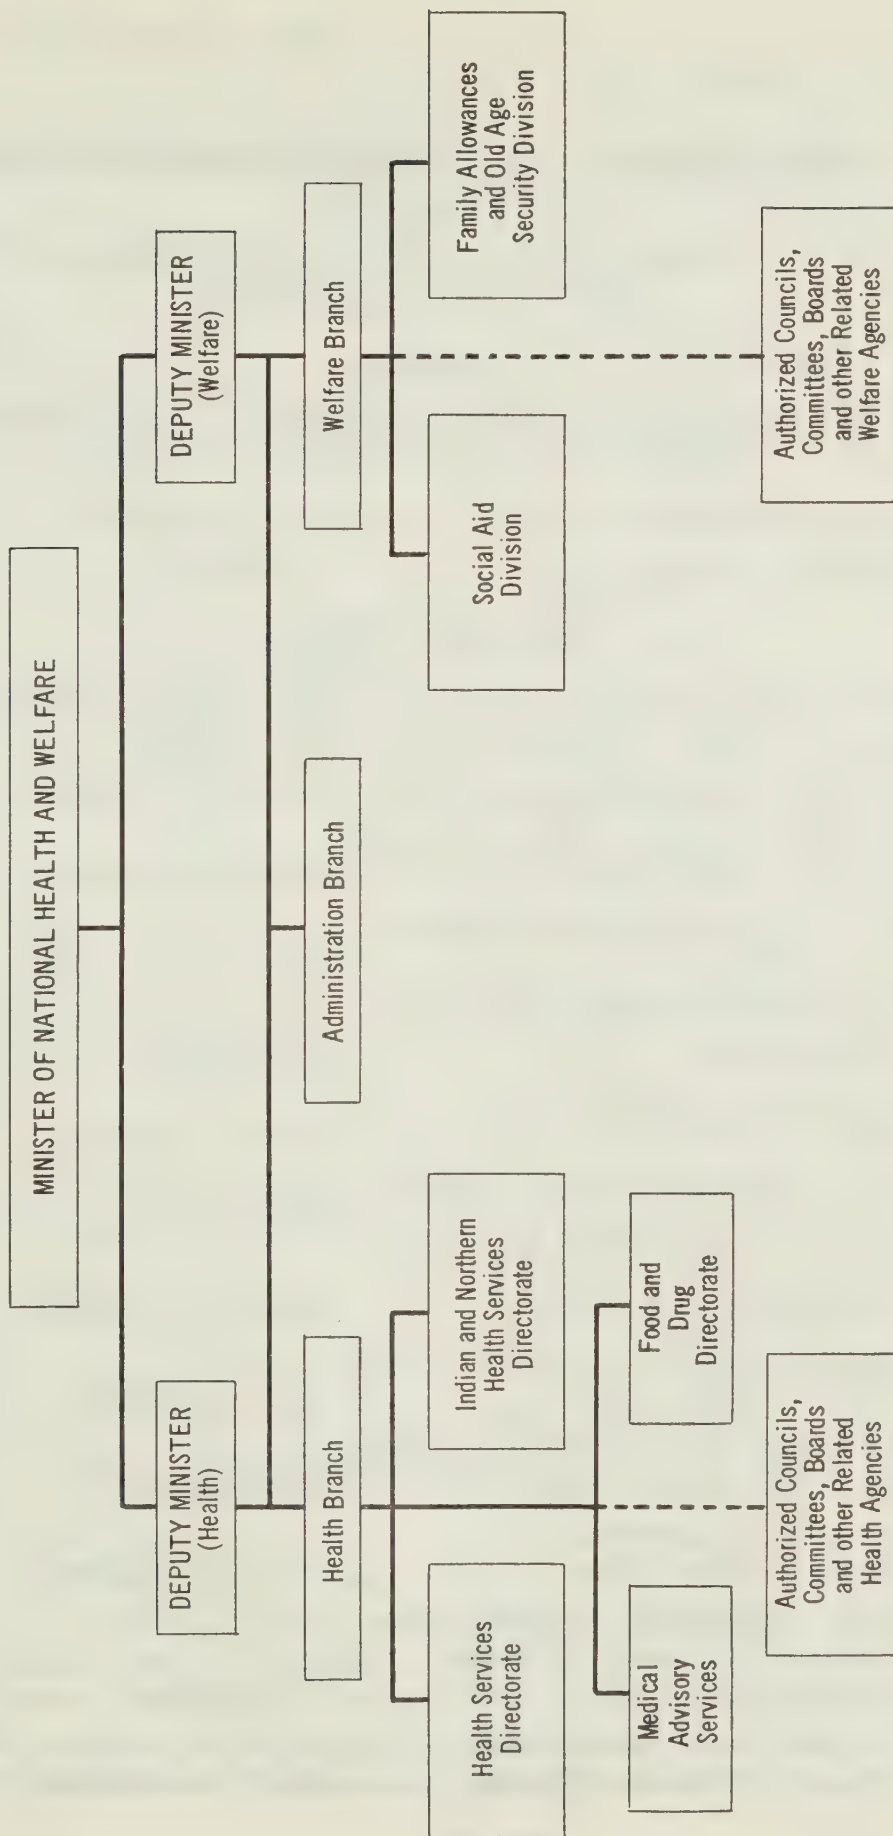 MINISTER OF NATIONAL HEALTH AND WELFARE
DEPUTY MINISTER
(Health)
DEPUTY MINISTER
(Welfare)
Health Branch
Administration Branch
Welfare Branch
Health Services
Directorate
Indian and Northern
Health Services
Directorate
Social Aid
Division
Family Allowances
and Old Age
Security Division
Medical
Advisory
Services
Food and
Drug
Directorate
Authorized Councils,
Committees, Boards
and other Related
Health Agencies
Authorized Councils,
Committees, Boards
and other Related
Welfare Agencies